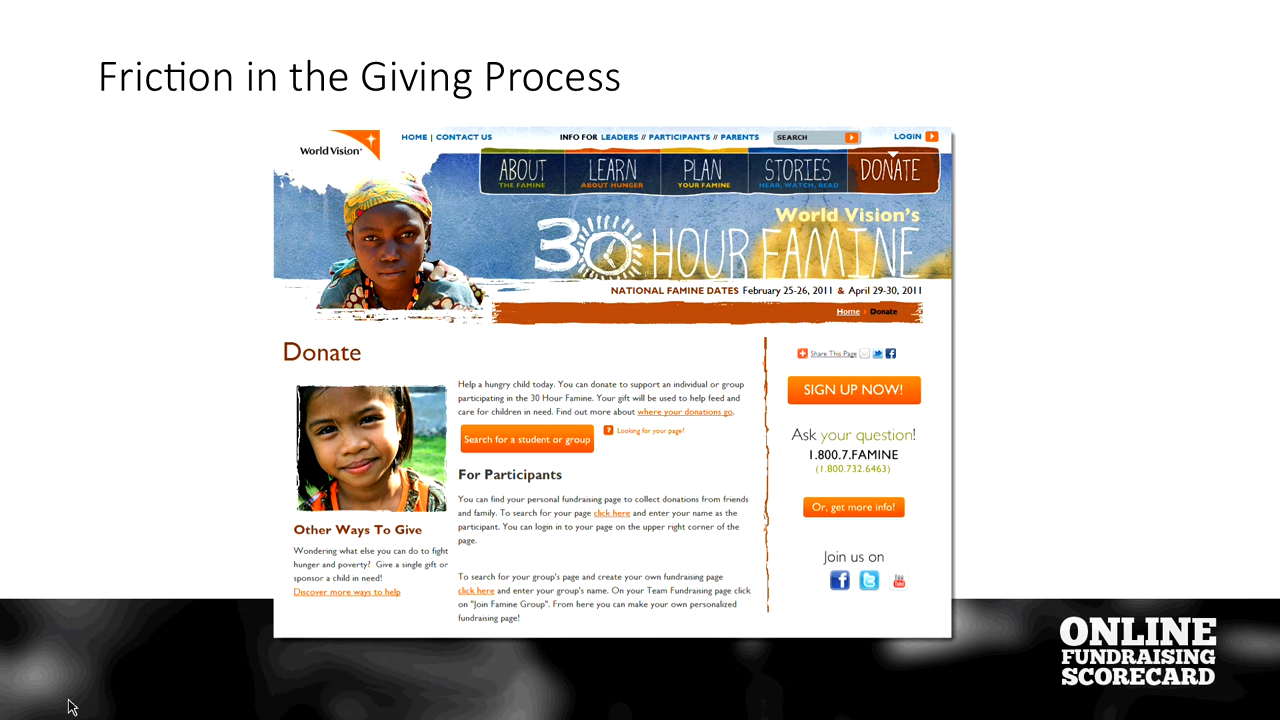 Friction in the Giving Process
World Vision
HOME | CONTACT US
INFO FOR LEADERS // PARTICIPANTS // PARENTS
SEARCH
LOGIN
ABOUT
THE FAMINE
LEARN
ABOUT HUNGER
PLAN
YOUR FAMINE
STORIES
HEAR, WATCH, READ
DONATE
World Vision's
30 HOUR FAMINE
NATIONAL FAMINE DATES February 25-26, 2011 & April 29-30, 2011
Home Donate
Donate
Help a hungry child today. You can donate to support an individual or group
participating in the 30 Hour Famine. Your gift will be used to help feed and
care for children in need. Find out more about where your donations go.
Search for a student or group
? Looking for your page?
For Participants
You can find your personal fundraising page to collect donations from friends
and family. To search for your page click here and enter your name as the
participant. You can login in to your page on the upper right corner of the
page.
To search for your group's page and create your own fundraising page
click here and enter your group's name. On your Team Fundraising page click
on "Join Famine Group". From here you can make your own personalized
fundraising page!
Other Ways To Give
Wondering what else you can do to fight
hunger and poverty? Give a single gift or
sponsor a child in need!
Discover more ways to help
Share This Page
SIGN UP NOW!
Ask your question!
1.800.7.FAMINE
(1.800.732.6463)
Or, get more info!
Join us on
You Tube
ONLINE
FUNDRAISING
SCORECARD